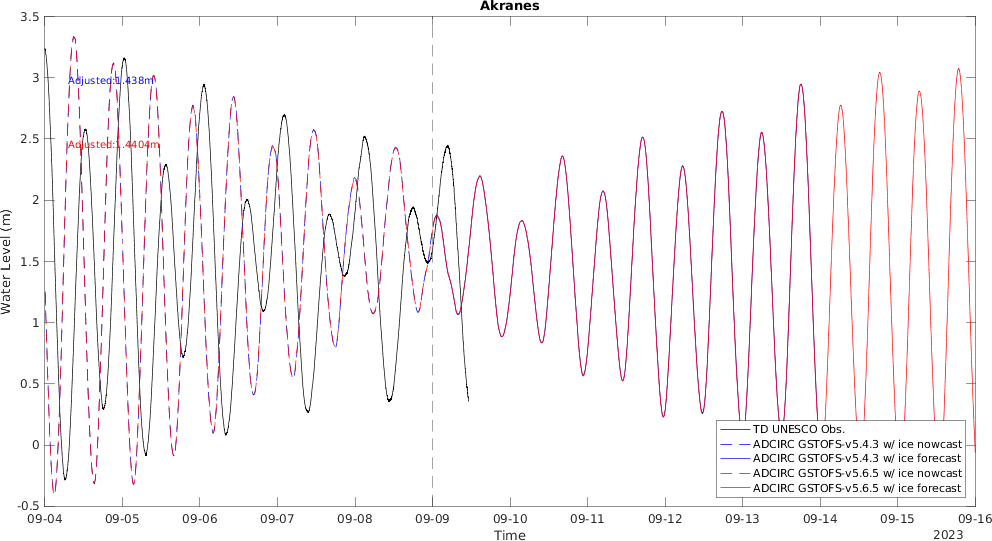 Akranes
3.5
3
2.5
2
1.5
1
0.5
0
-0.5
Water Level (m)
Adjusted:1.438m
Adjusted:1.4404m
TD UNESCO Obs.
ADCIRC GSTOFS-v5.4.3 w/ ice nowcast
ADCIRC GSTOFS-v5.4.3 w/ ice forecast
ADCIRC GSTOFS-v5.6.5 w/ ice nowcast
ADCIRC GSTOFS-v5.6.5 w/ ice forecast
09-04 09-05 09-06 09-07 09-08 09-09 09-10 09-11 09-12 09-13 09-14 09-15 09-16
Time
2023